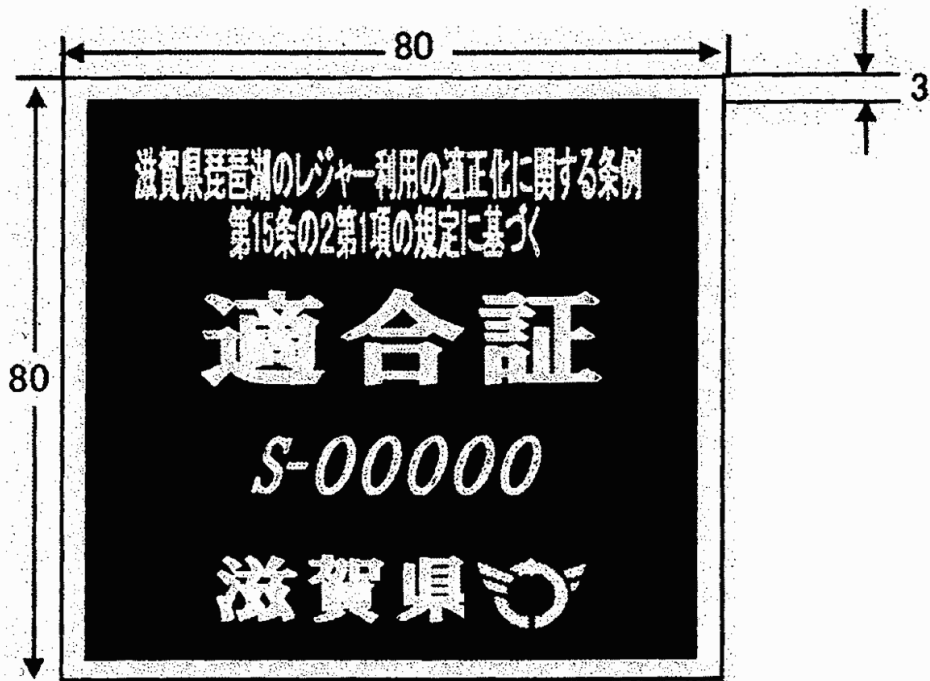 80
3
80
滋賀県琵琶湖のレジャー利用の適正化に関する条例
第15条の2第1項の規定に基づく
適合証
S-00000
滋賀県